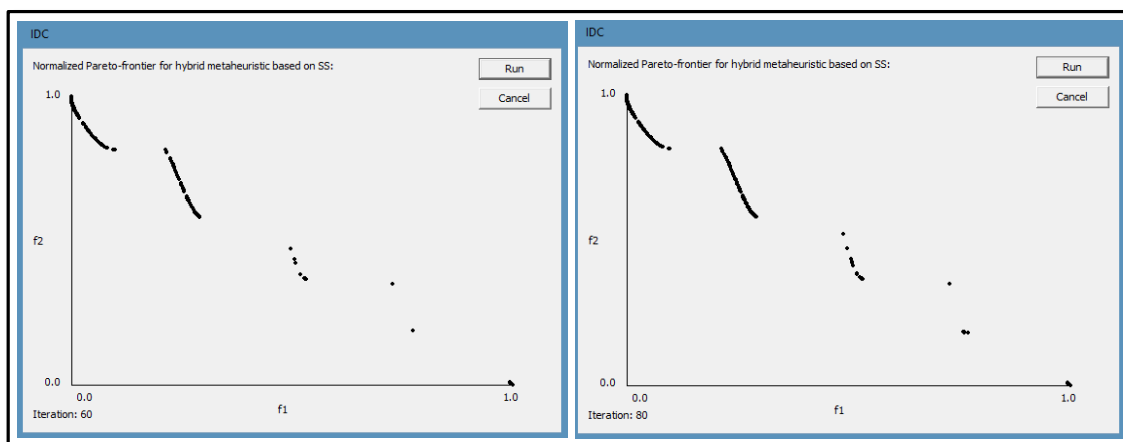 IDC
Normalized Pareto-frontier for hybrid metaheuristic based on SS:
Run
Cancel
1.0
f2
0.0
0.0
1.0
f1
Iteration: 60
IDC
Normalized Pareto-frontier for hybrid metaheuristic based on SS:
Run
Cancel
1.0
f2
0.0
0.0
1.0
f1
Iteration: 80